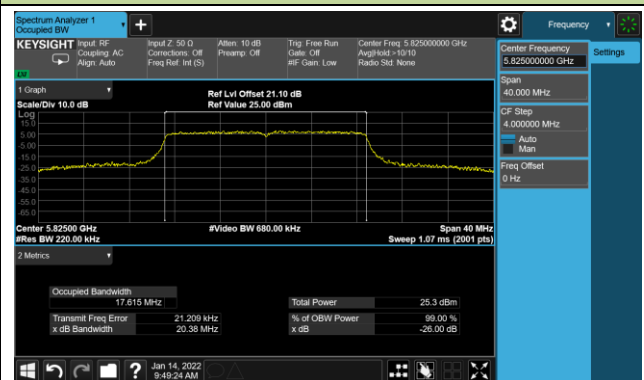 Spectrum Analyzer 1
Occupied BW
Frequency
KEYSIGHT
Input: RF
Coupling: AC
Align: Auto
Input Z: 50 Ω
Corrections: Off
Freq Ref: Int (S)
Atten: 10 dB
Preamp: Off
Trig: Free Run
Gate: Off
#IF Gain: Low
Center Freq: 5.825000000 GHz
Avg|Hold:>10/10
Radio Std: None
Center Frequency
5.825000000 GHz
Settings
Span
40.000 MHz
CF Step
4.000000 MHz
Auto
Man
Freq Offset
0 Hz
1 Graph
Scale/Div 10.0 dB
Ref Lvl Offset 21.10 dB
Ref Value 25.00 dBm
Log
15.0
5.00
-5.00
-15.0
-25.0
-35.0
-45.0
-55.0
-65.0
Center 5.82500 GHz
#Res BW 220.00 kHz
#Video BW 680.00 kHz
Span 40 MHz
Sweep 1.07 ms (2001 pts)
2 Metrics
Occupied Bandwidth
17.615 MHz
Total Power 25.3 dBm
Transmit Freq Error 21.209 kHz
% of OBW Power 99.00 %
x dB Bandwidth 20.38 MHz
x dB -26.00 dB
?
Jan 14, 2022
9:49:24 AM